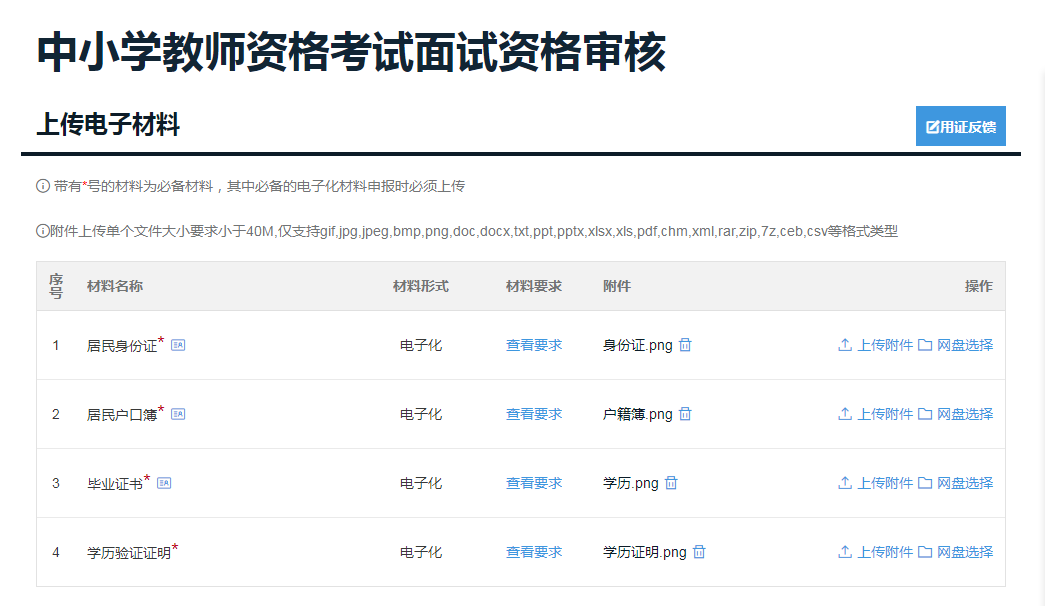 中小学教师资格考试面试资格审核
上传电子材料
用证反馈
带有*号的材料为必备材料，其中必备的电子化材料申报时必须上传
附件上传单个文件大小要求小于40M,仅支持gif,jpg,jpeg,bmp,png,doc,docx,txt,ppt,pptx,xlsx,xls,pdf,chm,xml,rar,zip,7z,ceb,csv等格式类型
序号 材料名称 材料形式 材料要求 附件 操作
1 居民身份证* 电子化 查看要求 身份证.png 上传附件 网盘选择
2 居民户口簿* 电子化 查看要求 户籍簿.png 上传附件 网盘选择
3 毕业证书* 电子化 查看要求 学历.png 上传附件 网盘选择
4 学历验证证明* 电子化 查看要求 学历证明.png 上传附件 网盘选择